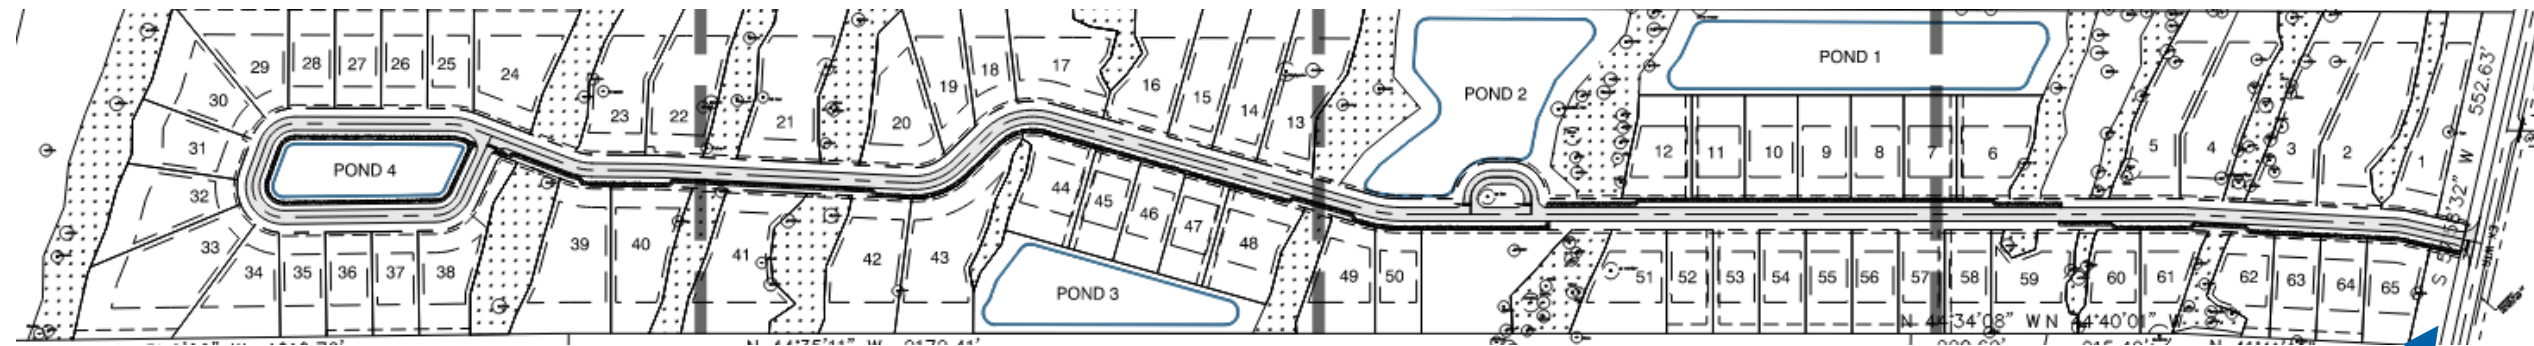 29 28 27 26 25 24
30
31
32
33
POND 4
34 35 36 37 38
23 22 21 20 19 18 17 16 15 14 13
39 40 41 42 43
44 45 46 47 48
POND 3
POND 2
POND 1
12 11 10 9 8 7 6 5 4 3 2 1
49 50
51 52 53 54 55 56 57 58 59 60 61 62 63 64 65
552.63'
N 44°34'08" W N 44°40'01" W
N 44°35'11" W